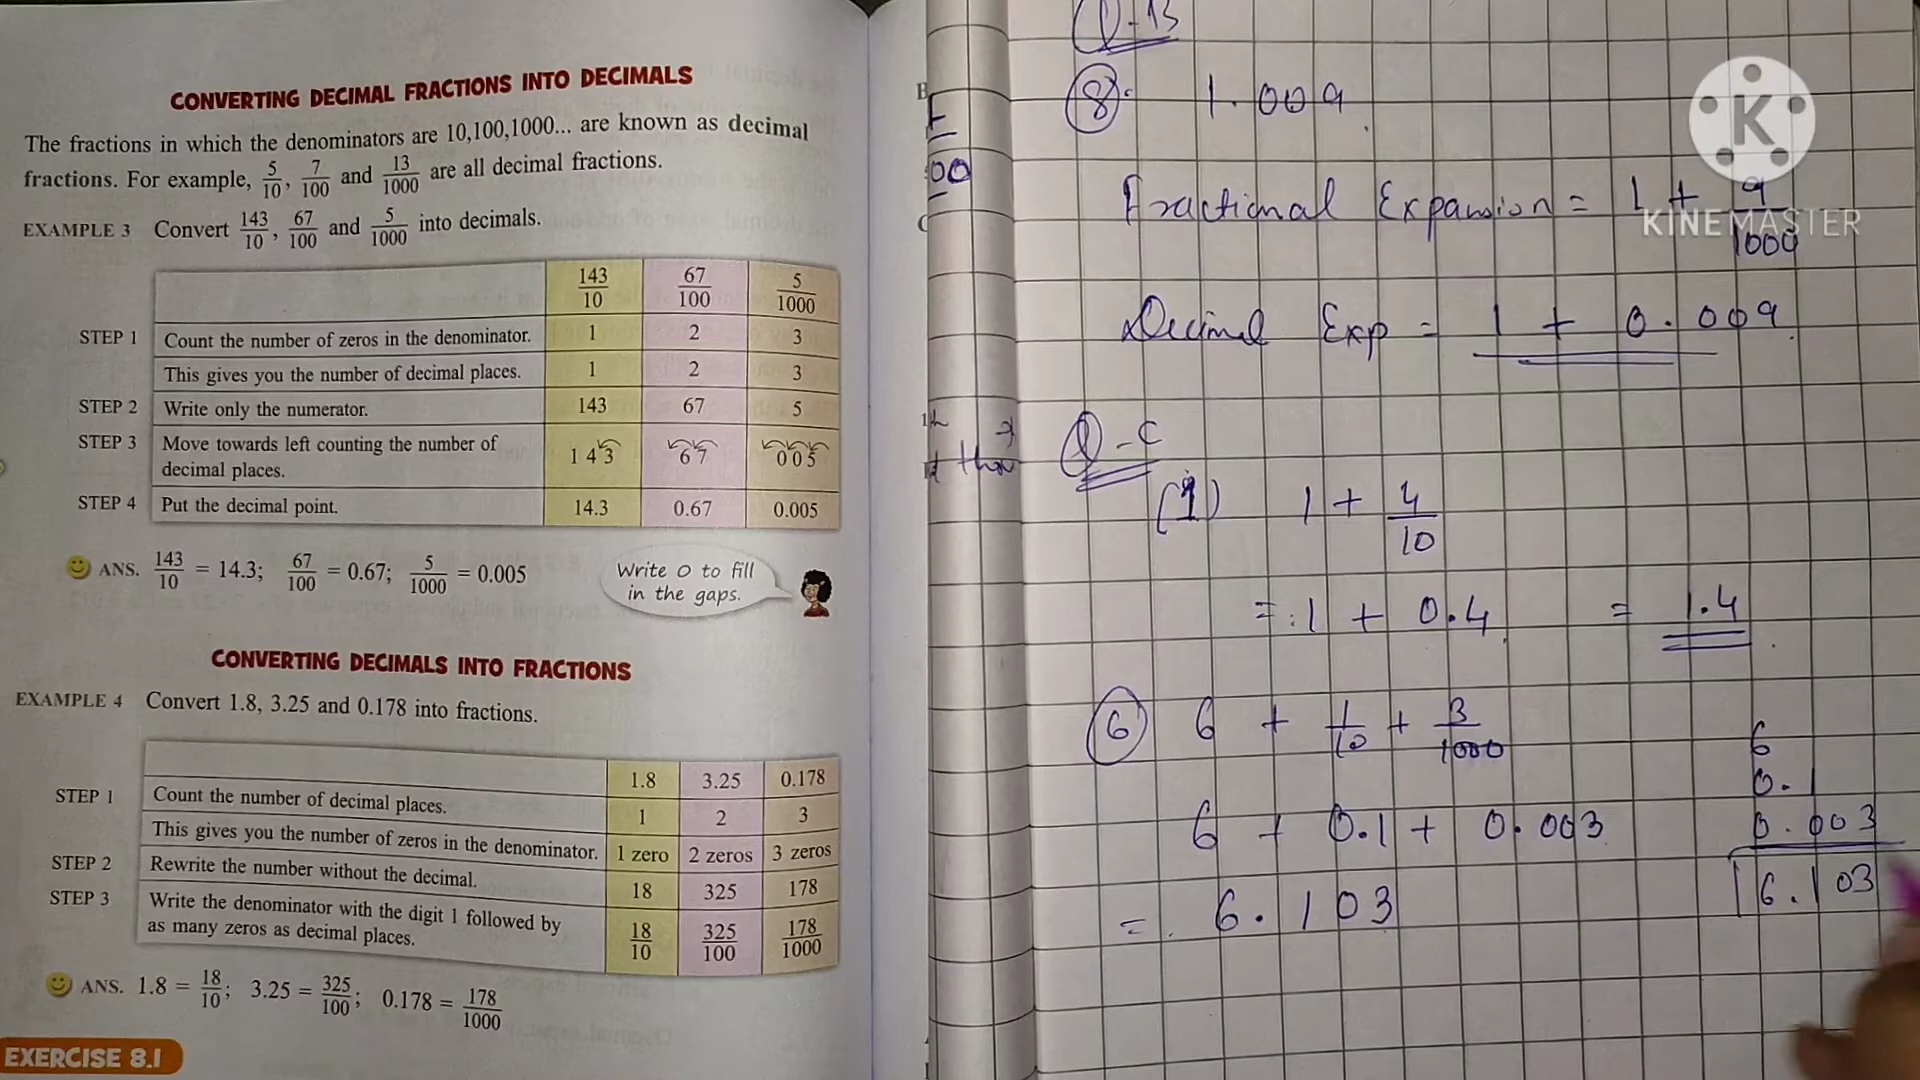 CONVERTING DECIMAL FRACTIONS INTO DECIMALS
The fractions in which the denominators are 10,100,1000... are known as decimal
fractions. For example, 5/10, 7/100 and 13/1000 are all decimal fractions.
EXAMPLE 3 Convert 143/10, 67/100 and 5/1000 into decimals.
143/10 67/100 5/1000
STEP 1 Count the number of zeros in the denominator. 1 2 3
This gives you the number of decimal places. 1 2 3
STEP 2 Write only the numerator. 143 67 5
STEP 3 Move towards left counting the number of
decimal places. 1 4 3 6 7 0 0 5
STEP 4 Put the decimal point. 14.3 0.67 0.005
ANS. 143/10 = 14.3; 67/100 = 0.67; 5/1000 = 0.005
Write 0 to fill
in the gaps.
CONVERTING DECIMALS INTO FRACTIONS
EXAMPLE 4 Convert 1.8, 3.25 and 0.178 into fractions.
1.8 3.25 0.178
STEP 1 Count the number of decimal places. 1 2 3
This gives you the number of zeros in the denominator. 1 zero 2 zeros 3 zeros
STEP 2 Rewrite the number without the decimal. 18 325 178
STEP 3 Write the denominator with the digit 1 followed by
as many zeros as decimal places. 18/10 325/100 178/1000
ANS. 1.8 = 18/10; 3.25 = 325/100; 0.178 = 178/1000
EXERCISE 8.1
8. 1.009
Fractional Expansion = 1 + 9/1000
Decimal Exp = 1 + 0.009
Q-C
(1) 1 + 4/10
= 1 + 0.4 = 1.4
6 6 + 1/10 + 3/1000
6 + 0.1 + 0.003
= 6.103
6
0.1
0.003
6.103
K
KINEMASTER